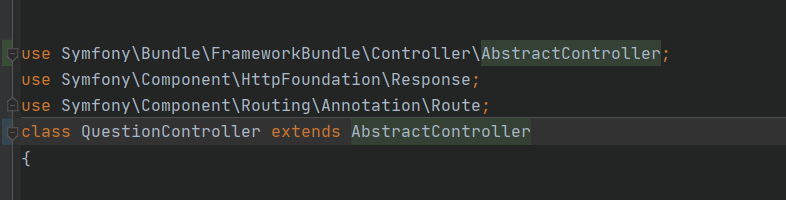 use Symfony\Bundle\FrameworkBundle\Controller\AbstractController;
use Symfony\Component\HttpFoundation\Response;
use Symfony\Component\Routing\Annotation\Route;
class QuestionController extends AbstractController
{